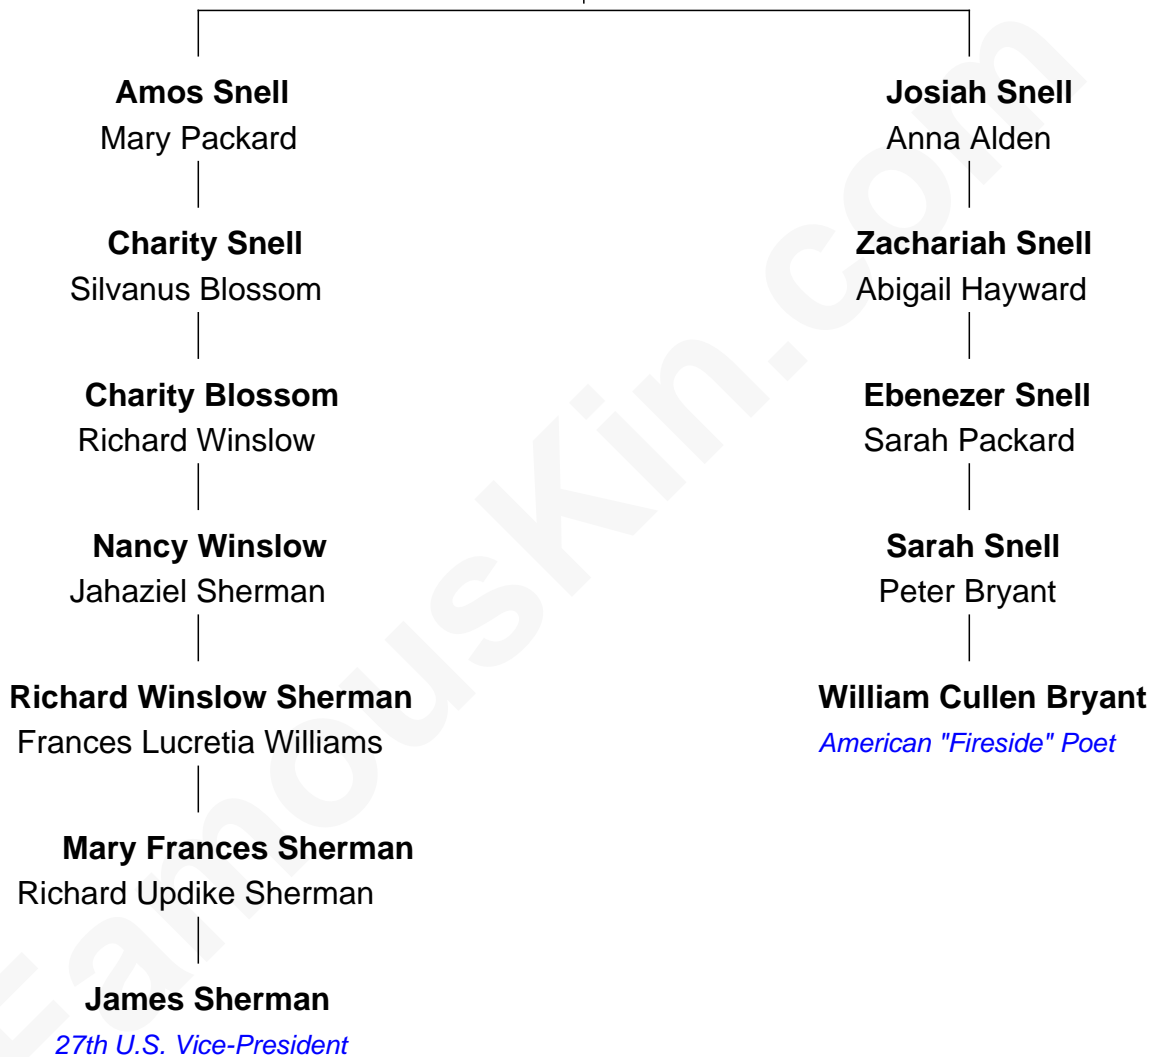 Amos Snell
Mary Packard
Charity Snell
Silvanus Blossom
Charity Blossom
Richard Winslow
Nancy Winslow
Jahaziel Sherman
Richard Winslow Sherman
Frances Lucretia Williams
Mary Frances Sherman
Richard Updike Sherman
James Sherman
27th U.S. Vice-President
Josiah Snell
Anna Alden
Zachariah Snell
Abigail Hayward
Ebenezer Snell
Sarah Packard
Sarah Snell
Peter Bryant
William Cullen Bryant
American "Fireside" Poet
FamousKin.com